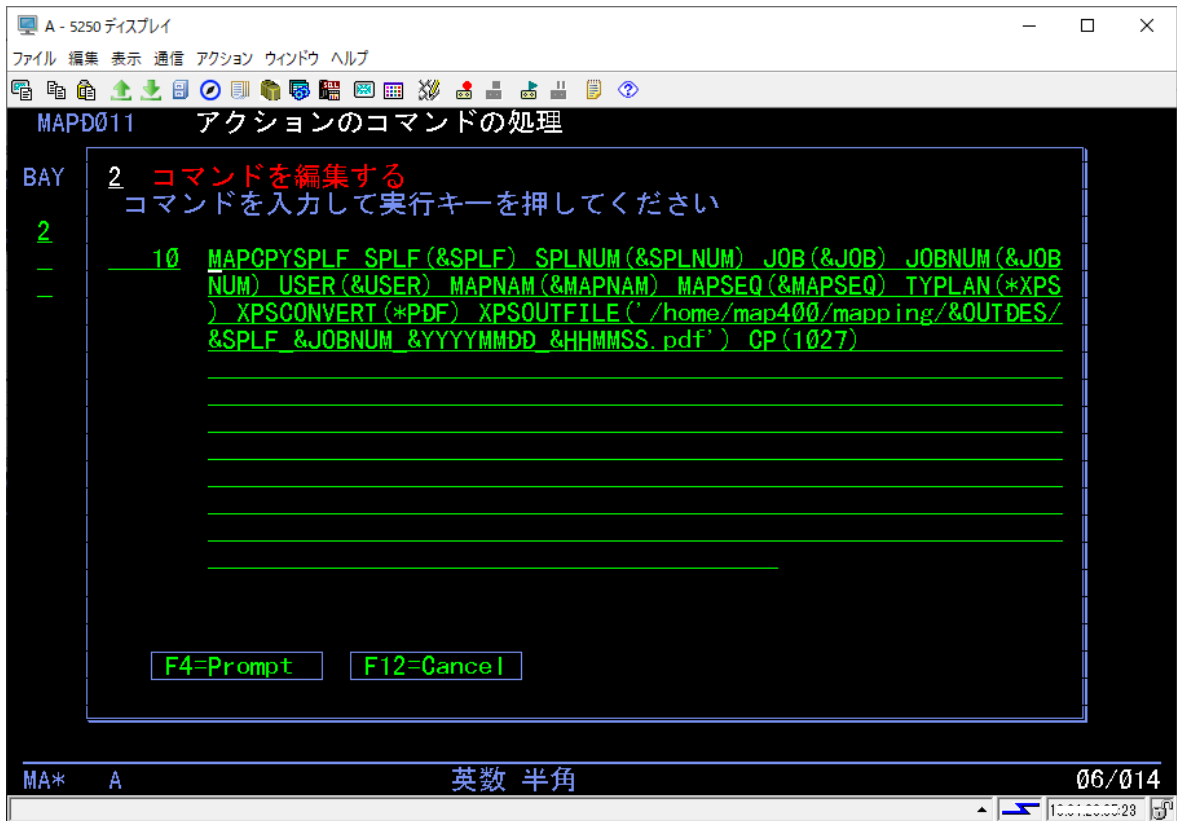 A - 5250 ディスプレイ
ファイル 編集 表示 通信 アクション ウィンドウ ヘルプ
MAPD011 アクションのコマンドの処理
BAY 2 コマンドを編集する
コマンドを入力して実行キーを押してください
2
10 MAPCPYSPLF SPLF(&SPLF) SPLNUM(&SPLNUM) JOB(&JOB) JOBNUM(&JOB
NUM) USER(&USER) MAPNAM(&MAPNAM) MAPSEQ(&MAPSEQ) TYPLAN(*XPS
) XPSCONVERT(*PDF) XPSOUTFILE('/home/map400/mapping/&OUTDES/
&SPLF_&JOBNUM_&YYYYMMDD_&HHMMSS.pdf') CP(1027)
F4=Prompt F12=Cancel
MA* A 英数 半角 06/014